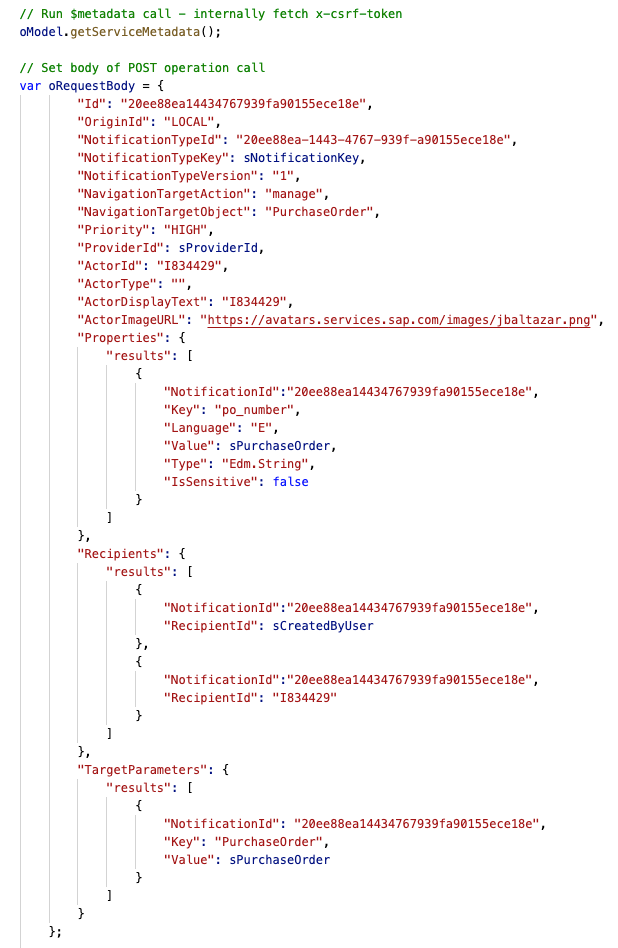 // Run $metadata call - internally fetch x-csrf-token
oModel.getServiceMetadata();

// Set body of POST operation call
var oRequestBody = {
        "Id": "20ee88ea14434767939fa90155ece18e",
        "OriginId": "LOCAL",
        "NotificationTypeId": "20ee88ea-1443-4767-939f-a90155ece18e",
        "NotificationTypeKey": sNotificationKey,
        "NotificationTypeVersion": "1",
        "NavigationTargetAction": "manage",
        "NavigationTargetObject": "PurchaseOrder",
        "Priority": "HIGH",
        "ProviderId": sProviderId,
        "ActorId": "I834429",
        "ActorType": "",
        "ActorDisplayText": "I834429",
        "ActorImageURL": "https://avatars.services.sap.com/images/jbaltazar.png",
        "Properties": {
            "results": [
                {
                    "NotificationId":"20ee88ea14434767939fa90155ece18e",
                    "Key": "po_number",
                    "Language": "E",
                    "Value": sPurchaseOrder,
                    "Type": "Edm.String",
                    "IsSensitive": false
                }
            ]
        },
        "Recipients": {
            "results": [
                {
                    "NotificationId":"20ee88ea14434767939fa90155ece18e",
                    "RecipientId": sCreatedByUser
                },
                {
                    "NotificationId":"20ee88ea14434767939fa90155ece18e",
                    "RecipientId": "I834429"
                }
            ]
        },
        "TargetParameters": {
            "results": [
                {
                    "NotificationId": "20ee88ea14434767939fa90155ece18e",
                    "Key": "PurchaseOrder",
                    "Value": sPurchaseOrder
                }
            ]
        }
    };